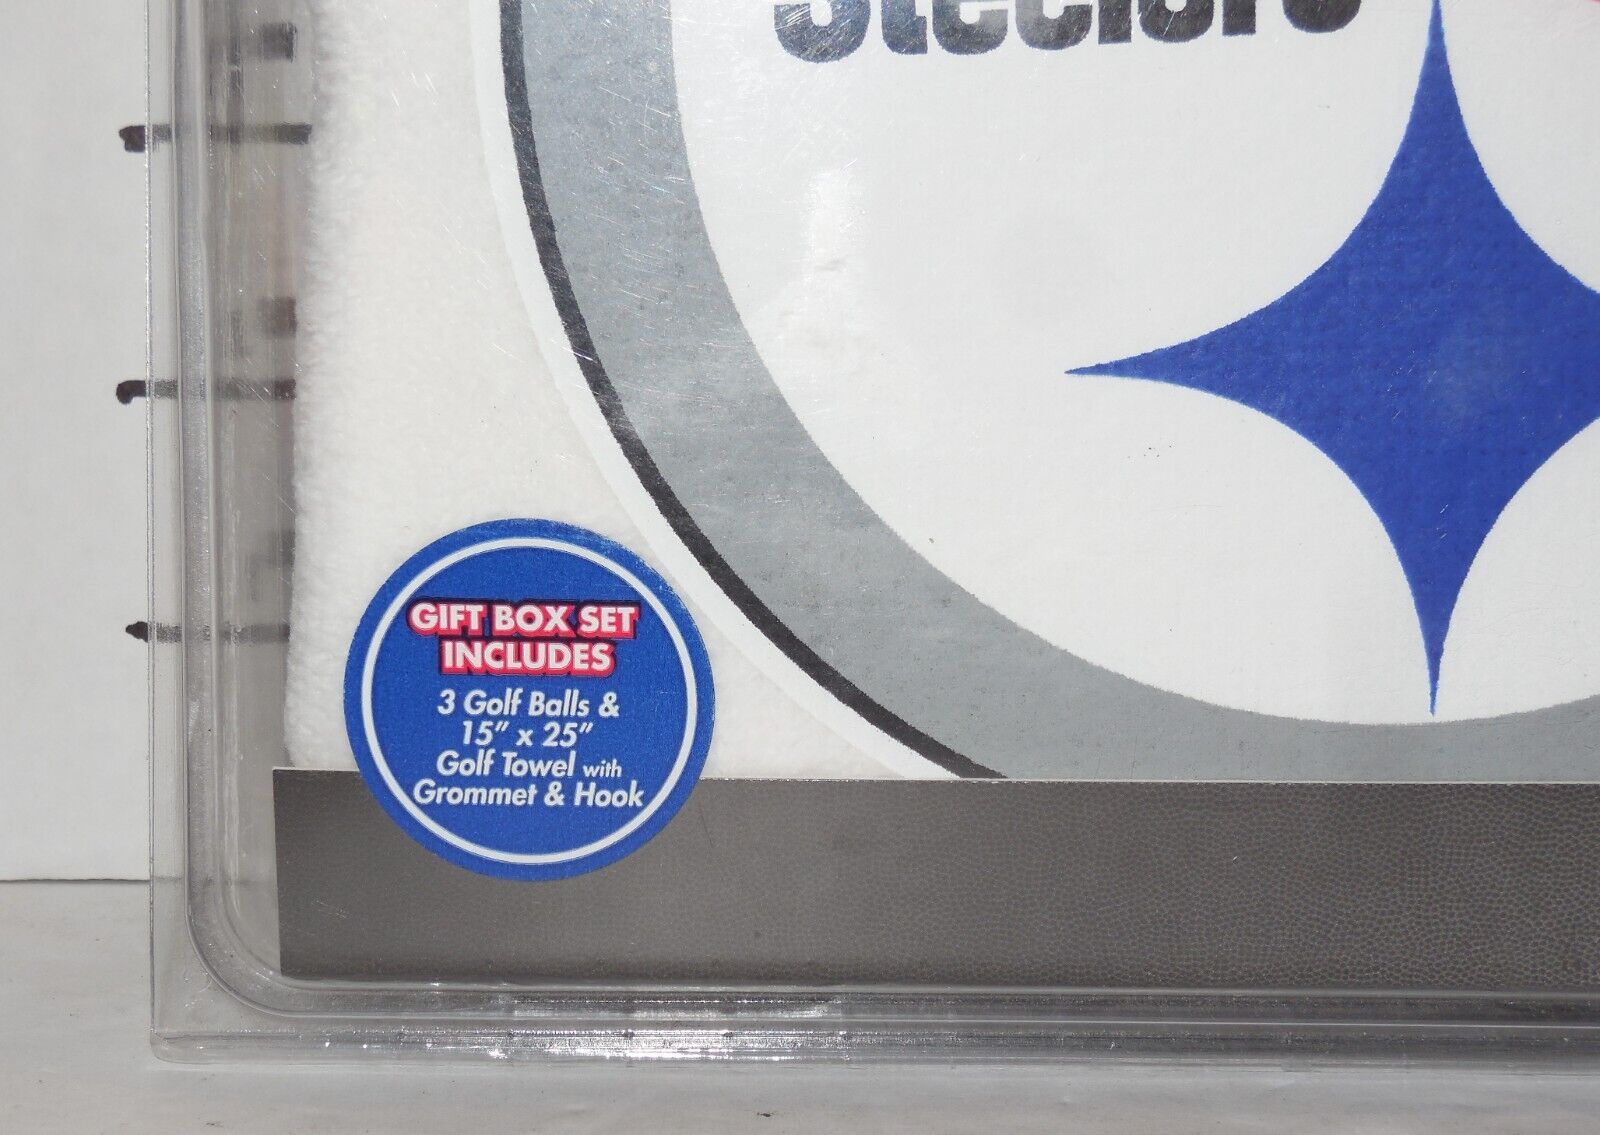 Steelers
GIFT BOX SET
INCLUDES
3 Golf Balls &
15" x 25"
Golf Towel with
Grommet & Hook